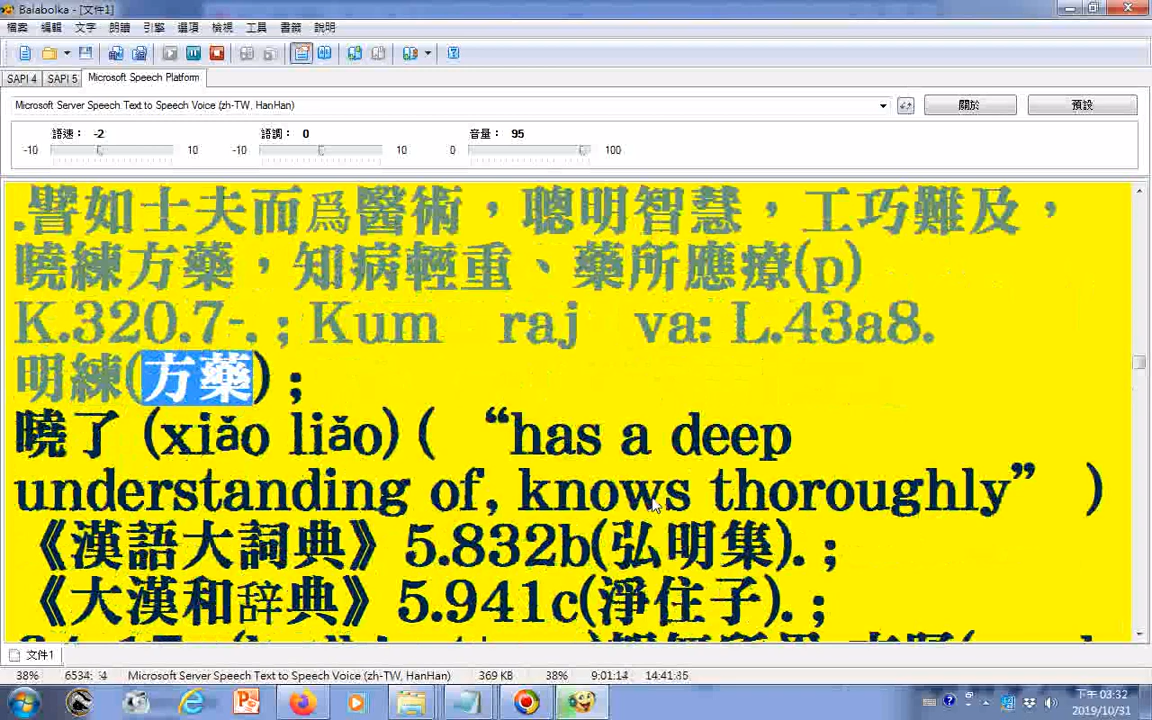 Balabolka - [文件1]
檔案 編輯 文字 朗讀 引擎 選項 檢視 工具 書籤 說明
SAPI 4 SAPI 5 Microsoft Speech Platform
Microsoft Server Speech Text to Speech Voice (zh-TW, HanHan) 關於 預設
語速： -2 語調： 0 音量： 95
-10 10 -10 10 0 100
.譬如士夫而爲醫術，聰明智慧，工巧難及，
曉練方藥，知病輕重、藥所應療(p)
K.320.7-. ; Kum raj va: L.43a8.
明練(方藥) ;
曉了 (xiǎo liǎo) ( “has a deep
understanding of, knows thoroughly” )
《漢語大詞典》 5.832b(弘明集). ;
《大漢和辞典》 5.941c(淨住子). ;
文件1
38% Microsoft Server Speech Text to Speech Voice (zh-TW, HanHan) 369 KB 38% 9:01:14 14:41:35
下午 03:32
2019/10/31